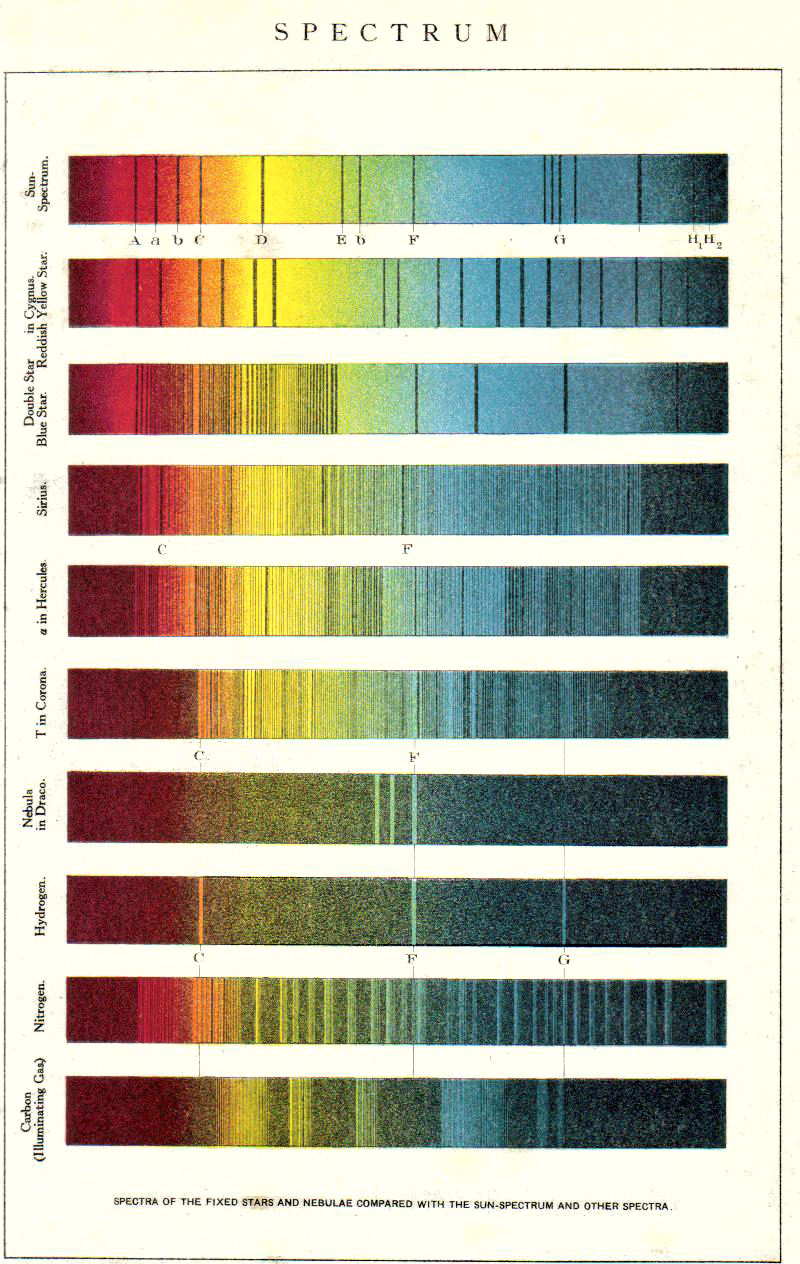 SPECTRUM
Sun-
Spectrum.
A a b C D E b F G H1 H2
Double Star
in Cygnus.
Reddish Yellow Star.
Blue Star.
Sirius.
C F
α in Hercules.
T in Corona.
C F
Nebula
in Draco.
Hydrogen.
C F G
Nitrogen.
Carbon
(Illuminating Gas)
SPECTRA OF THE FIXED STARS AND NEBULAE COMPARED WITH THE SUN-SPECTRUM AND OTHER SPECTRA.